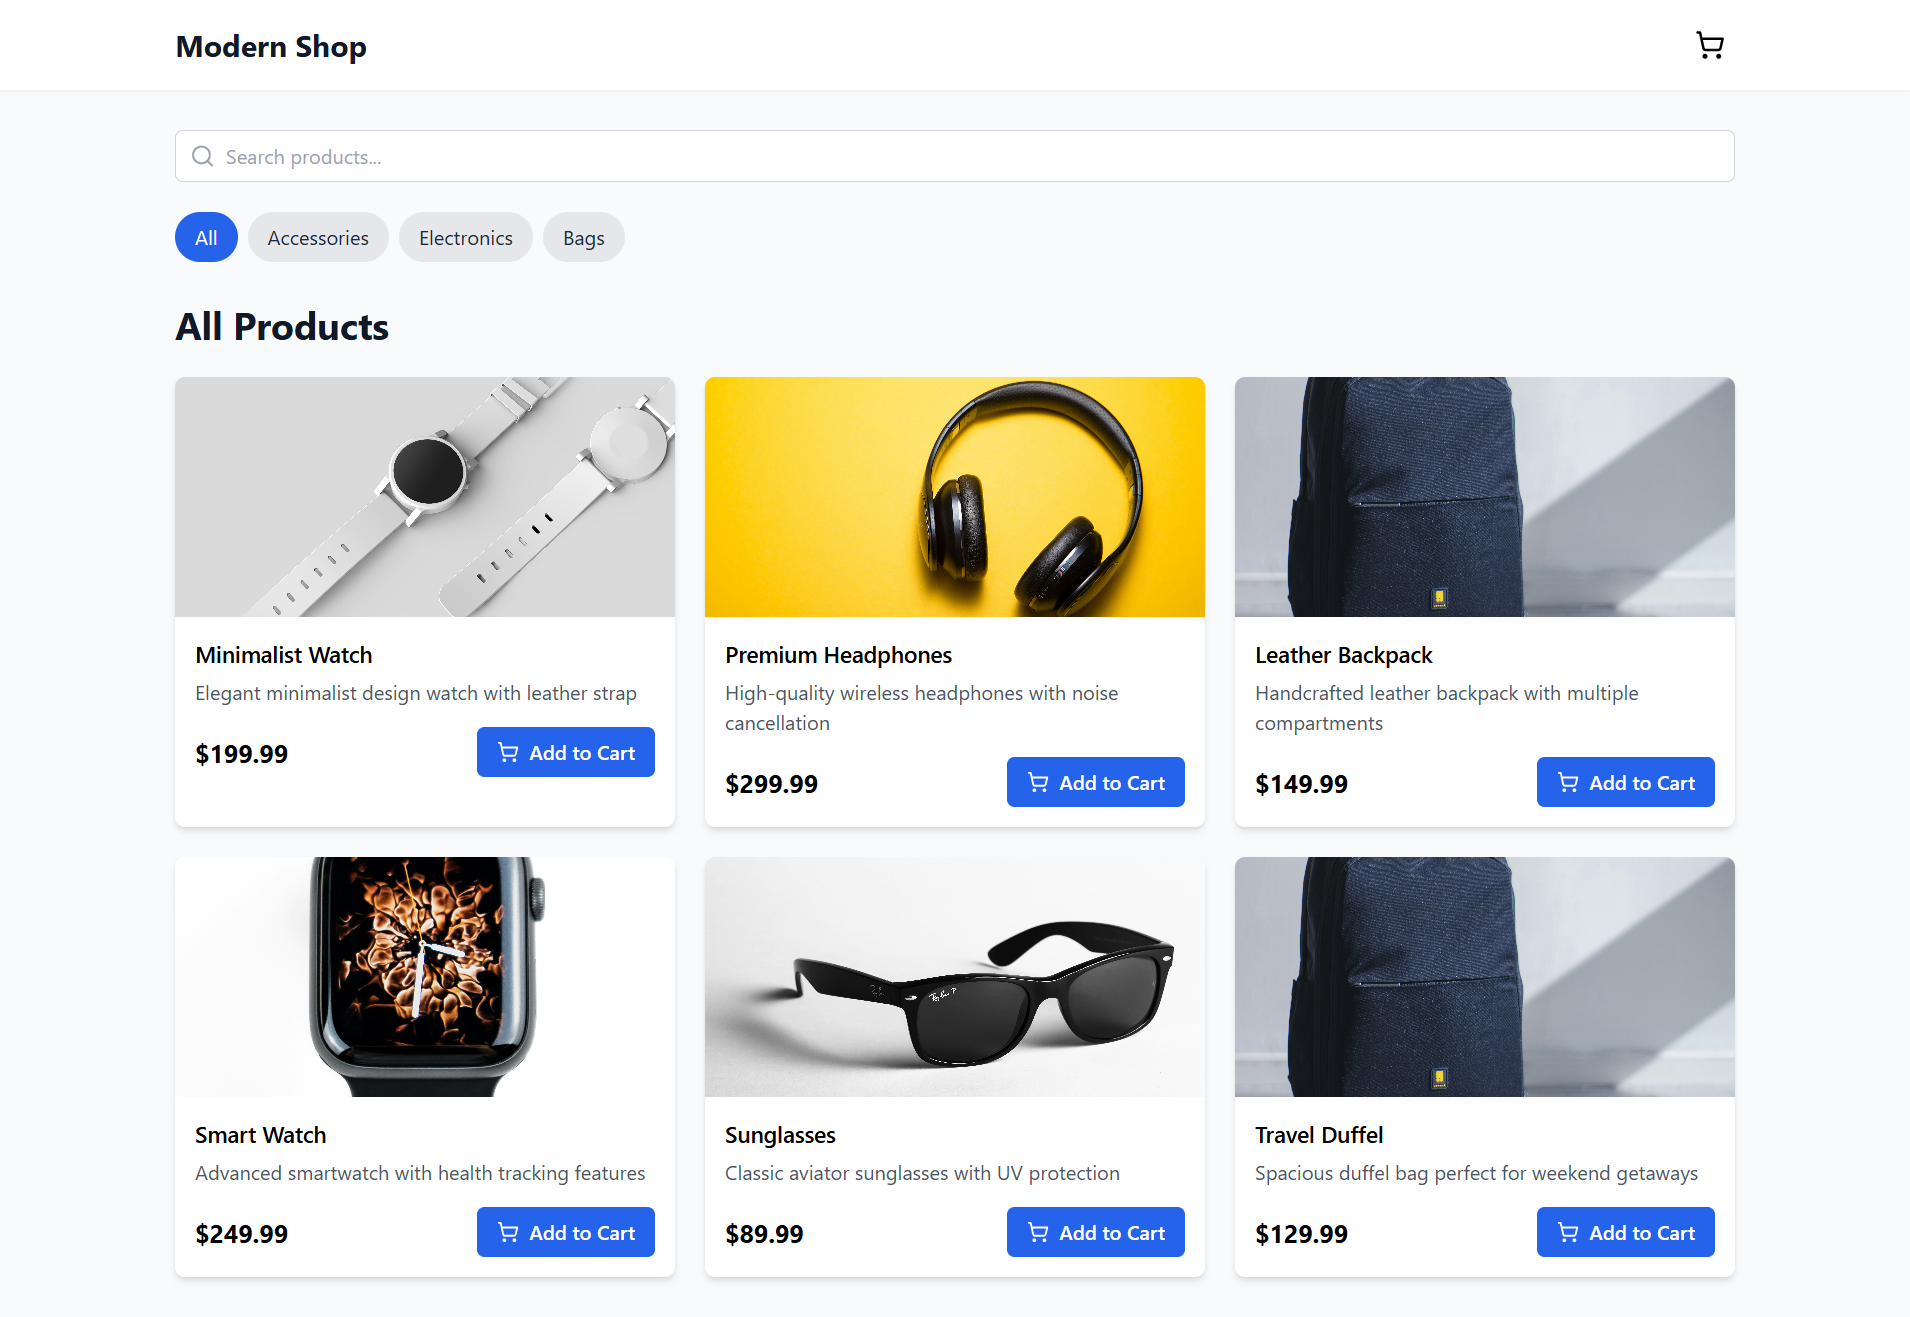 Modern Shop
Search products...
All
Accessories
Electronics
Bags
All Products
Minimalist Watch
Elegant minimalist design watch with leather strap
$199.99
Add to Cart
Premium Headphones
High-quality wireless headphones with noise
cancellation
$299.99
Add to Cart
Leather Backpack
Handcrafted leather backpack with multiple
compartments
$149.99
Add to Cart
Smart Watch
Advanced smartwatch with health tracking features
$249.99
Add to Cart
Ray-Ban P
Sunglasses
Classic aviator sunglasses with UV protection
$89.99
Add to Cart
Travel Duffel
Spacious duffel bag perfect for weekend getaways
$129.99
Add to Cart